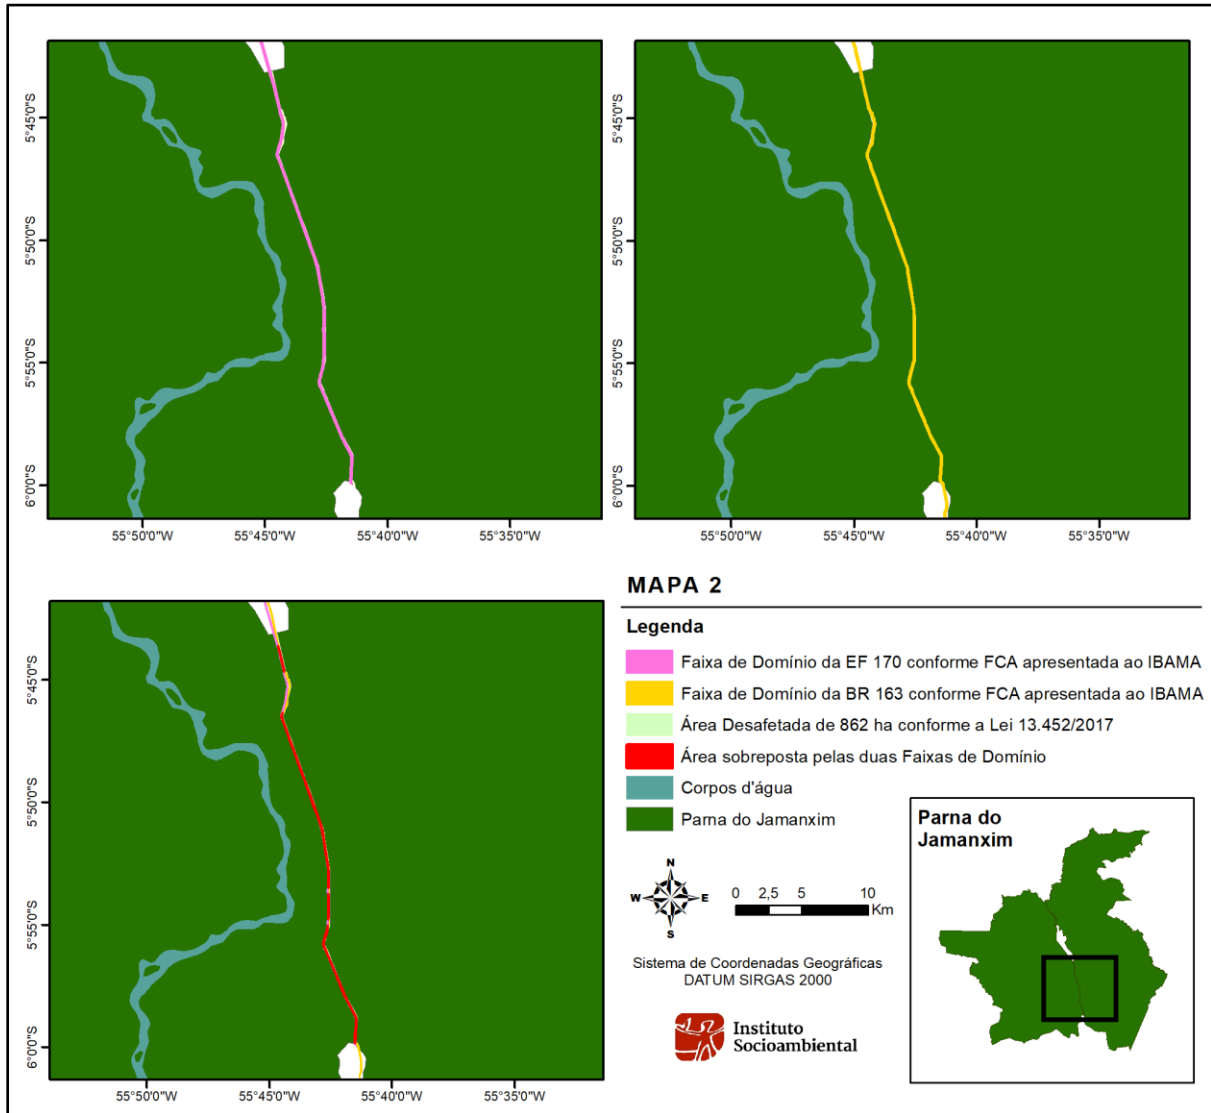 5°45'0"S
5°50'0"S
5°55'0"S
6°0'0"S
55°50'0"W
55°45'0"W
55°40'0"W
55°35'0"W
5°45'0"S
5°50'0"S
5°55'0"S
6°0'0"S
55°50'0"W
55°45'0"W
55°40'0"W
55°35'0"W
5°45'0"S
5°50'0"S
5°55'0"S
6°0'0"S
55°50'0"W
55°45'0"W
55°40'0"W
55°35'0"W
MAPA 2
Legenda
Faixa de Domínio da EF 170 conforme FCA apresentada ao IBAMA
Faixa de Domínio da BR 163 conforme FCA apresentada ao IBAMA
Área Desafetada de 862 ha conforme a Lei 13.452/2017
Área sobreposta pelas duas Faixas de Domínio
Corpos d'água
Parna do Jamanxim
N
W E
S
0 2,5 5 10
Km
Sistema de Coordenadas Geográficas
DATUM SIRGAS 2000
Instituto
Socioambiental
Parna do
Jamanxim